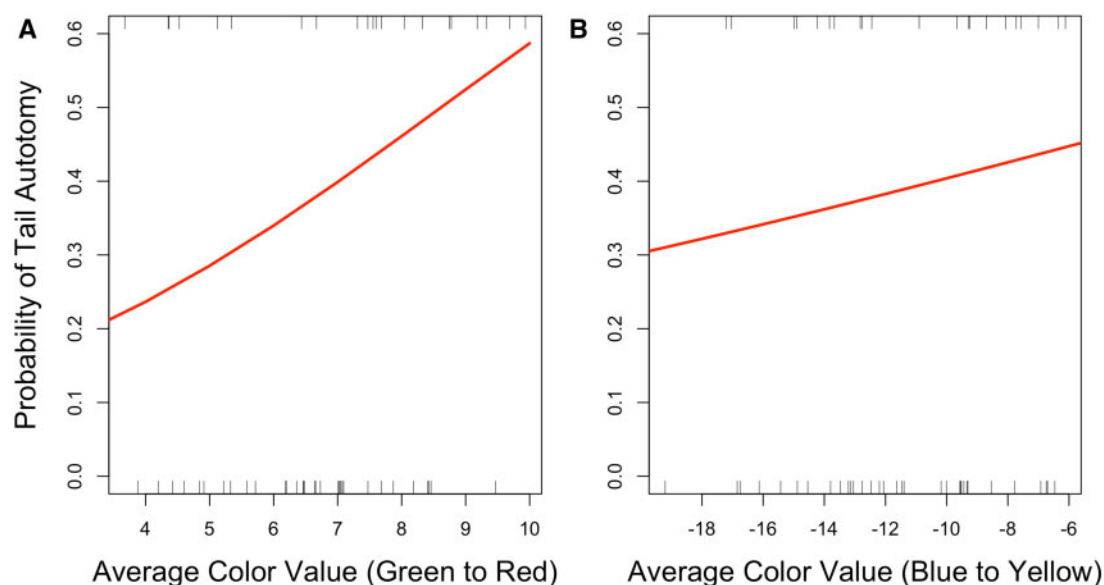 A
B
Probability of Tail Autotomy
0.6
0.5
0.4
0.3
0.2
0.1
0.0
0.6
0.5
0.4
0.3
0.2
0.1
0.0
4 5 6 7 8 9 10
-18 -16 -14 -12 -10 -8 -6
Average Color Value (Green to Red)
Average Color Value (Blue to Yellow)